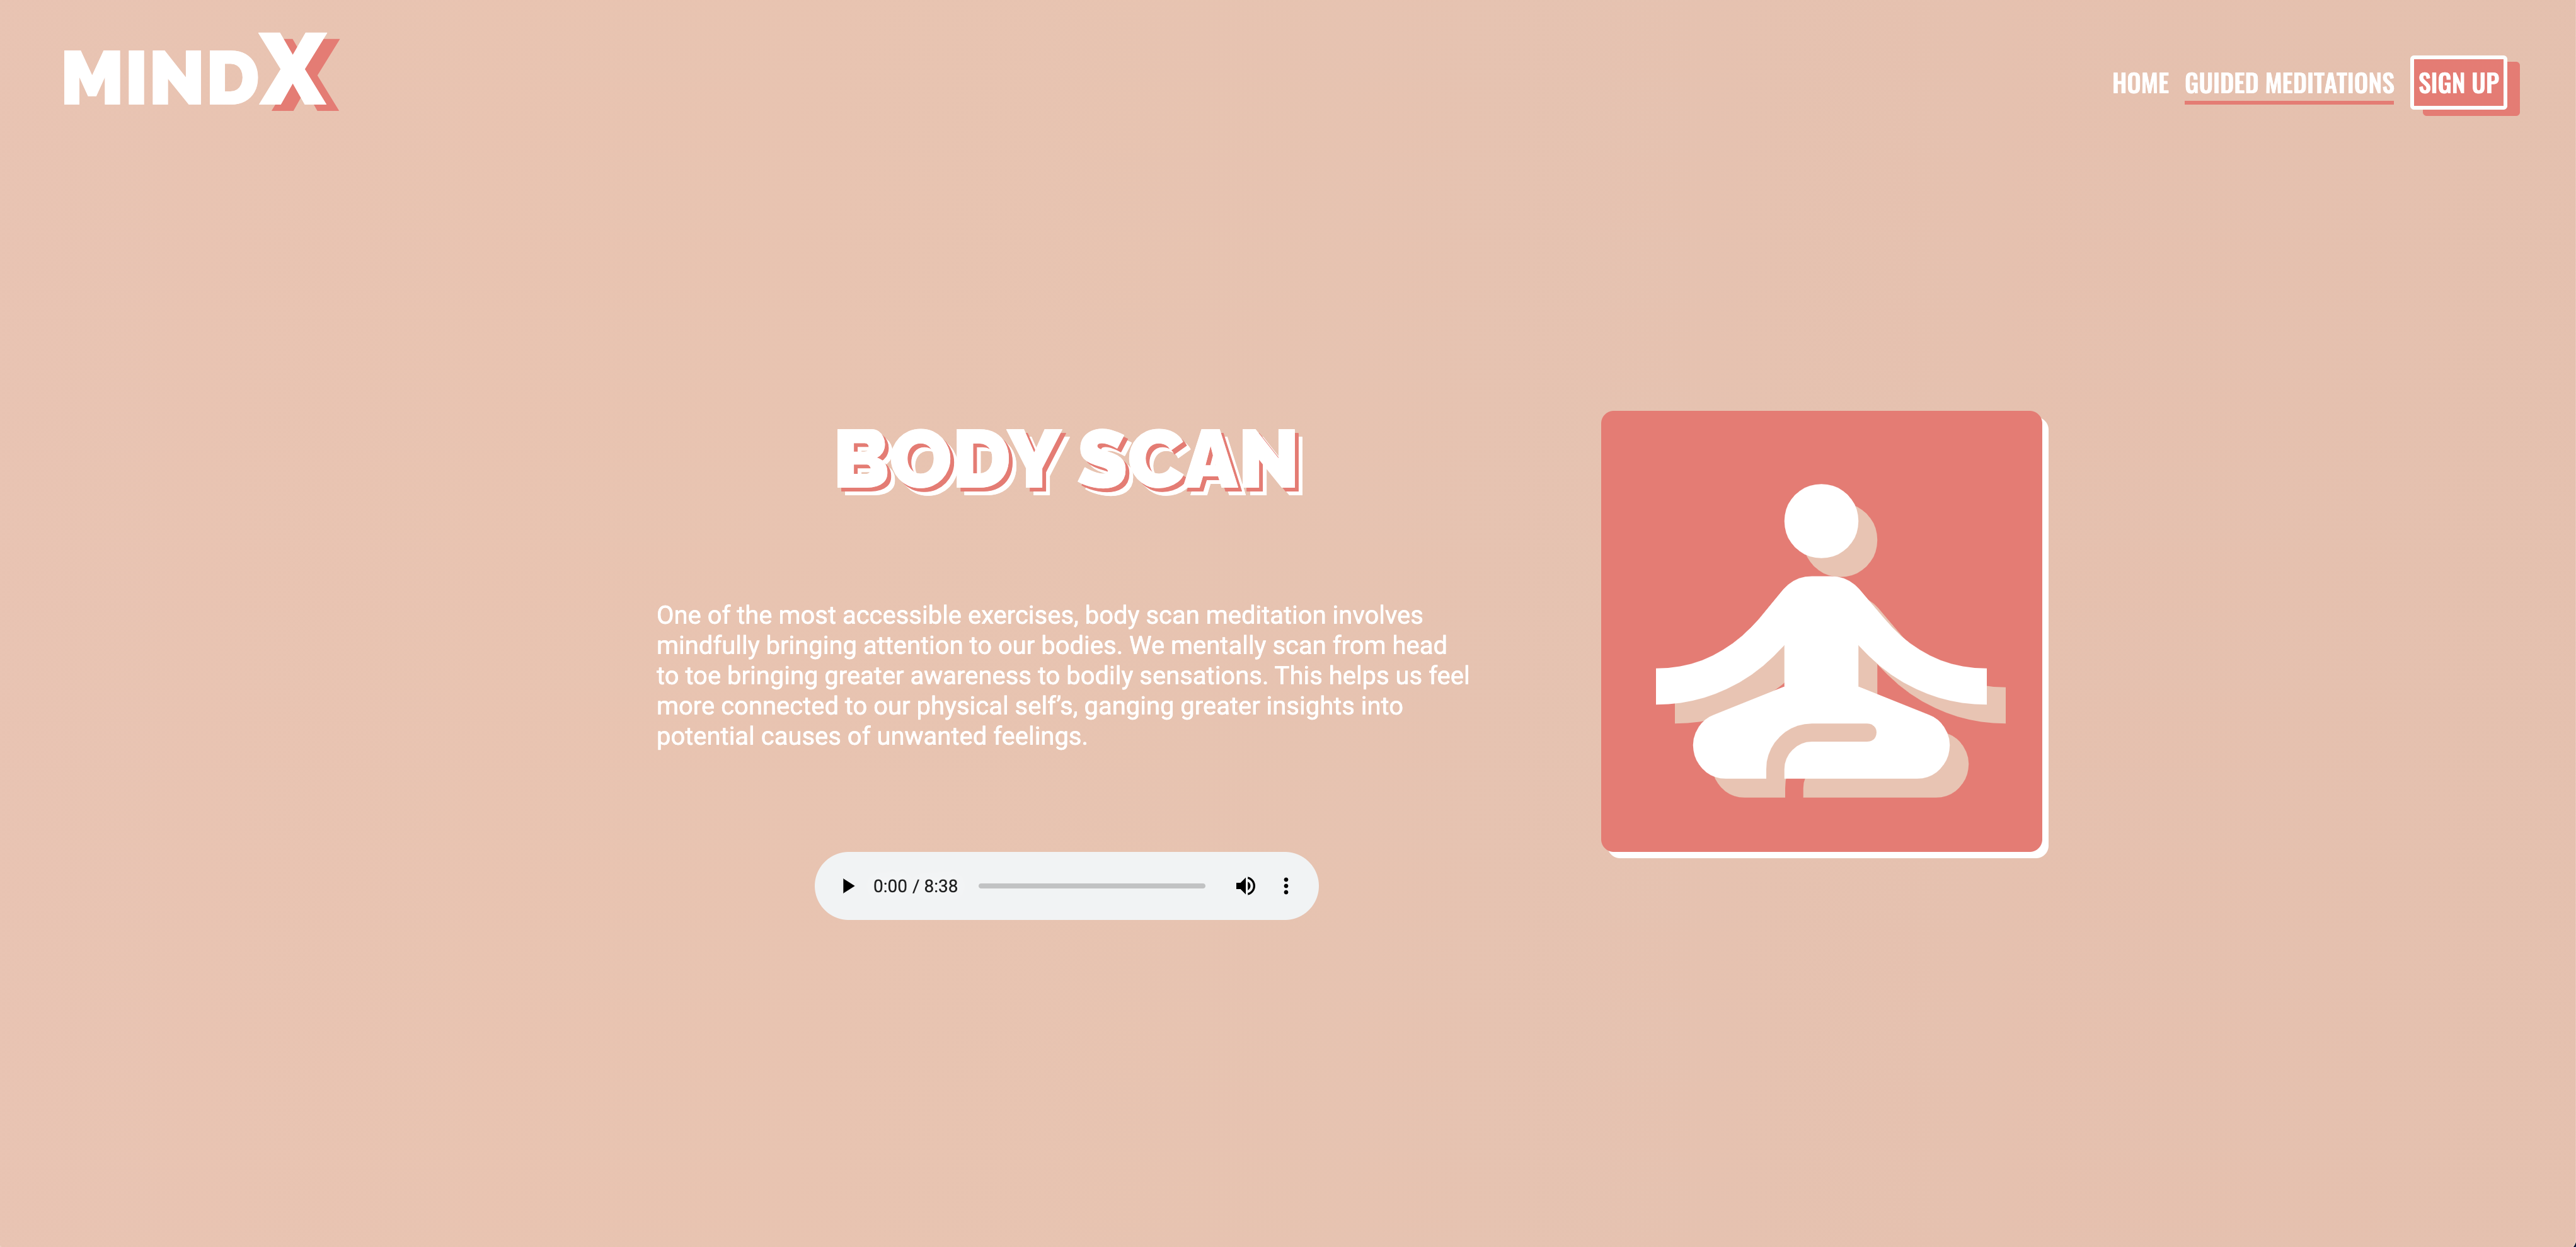 MINDX
HOME GUIDED MEDITATIONS SIGN UP
BODY SCAN
One of the most accessible exercises, body scan meditation involves
mindfully bringing attention to our bodies. We mentally scan from head
to toe bringing greater awareness to bodily sensations. This helps us feel
more connected to our physical self’s, ganging greater insights into
potential causes of unwanted feelings.
0:00 / 8:38